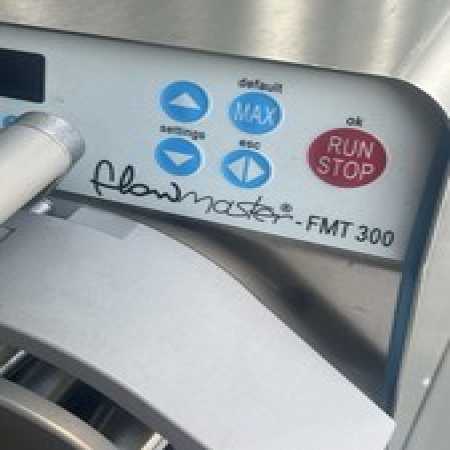 default
MAX
settings
esc
ok
RUN
STOP
flowmaster® - FMT 300